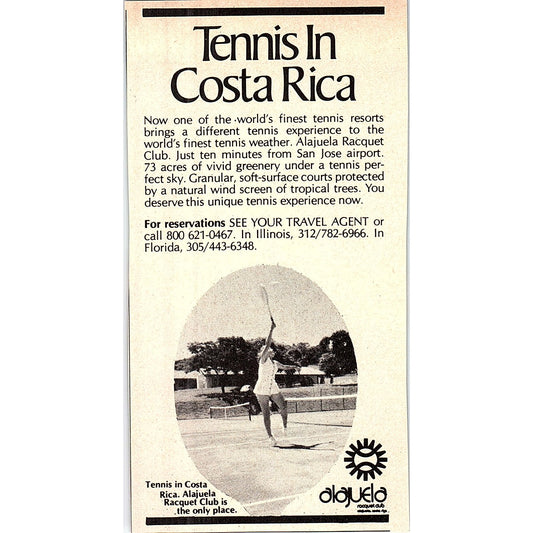 Tennis In
Costa Rica
Now one of the world's finest tennis resorts
brings a different tennis experience to the
world's finest tennis weather. Alajuela Racquet
Club. Just ten minutes from San Jose airport.
73 acres of vivid greenery under a tennis per-
fect sky. Granular, soft-surface courts protected
by a natural wind screen of tropical trees. You
deserve this unique tennis experience now.
For reservations SEE YOUR TRAVEL AGENT or
call 800 621-0467. In Illinois, 312/782-6966. In
Florida, 305/443-6348.
Tennis in Costa
Rica. Alajuela
Racquet Club is
the only place.
alajuela
racquet club
alajuela, costa rica